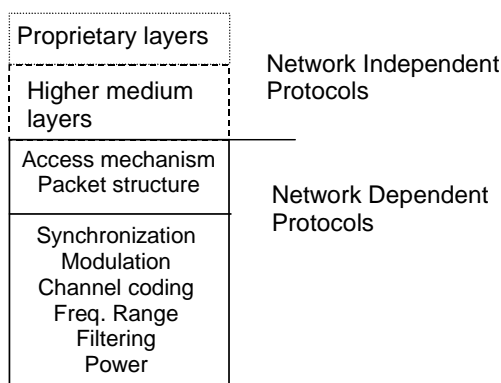 Proprietary layers
Higher medium
layers
Network Independent
Protocols
Access mechanism
Packet structure
Network Dependent
Protocols
Synchronization
Modulation
Channel coding
Freq. Range
Filtering
Power